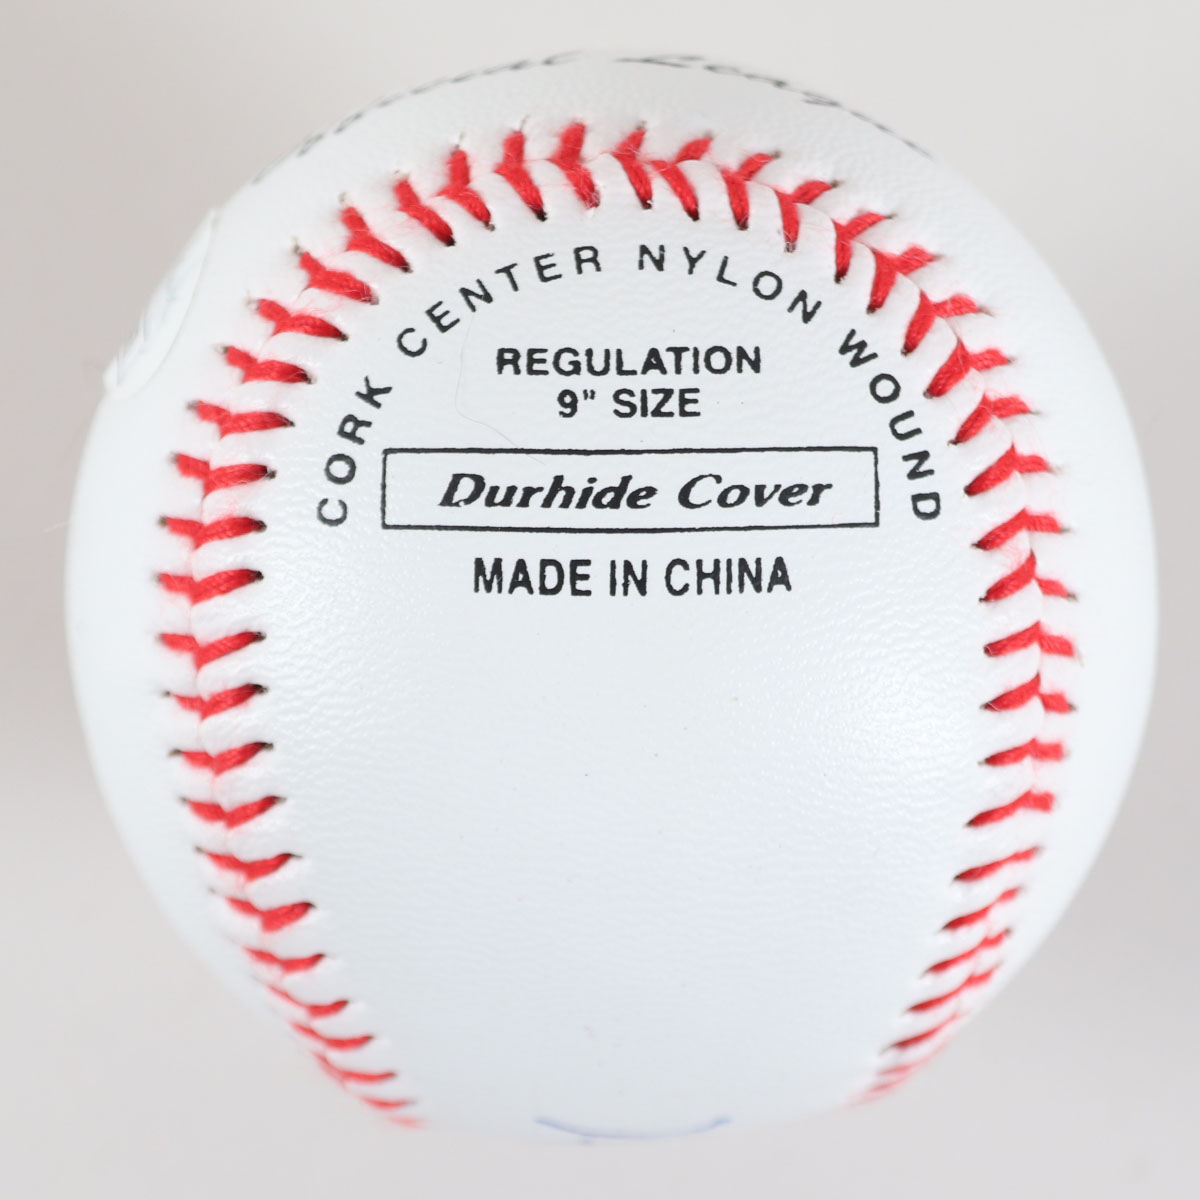 CORK CENTER NYLON WOUND
REGULATION
9" SIZE
Durhide Cover
MADE IN CHINA